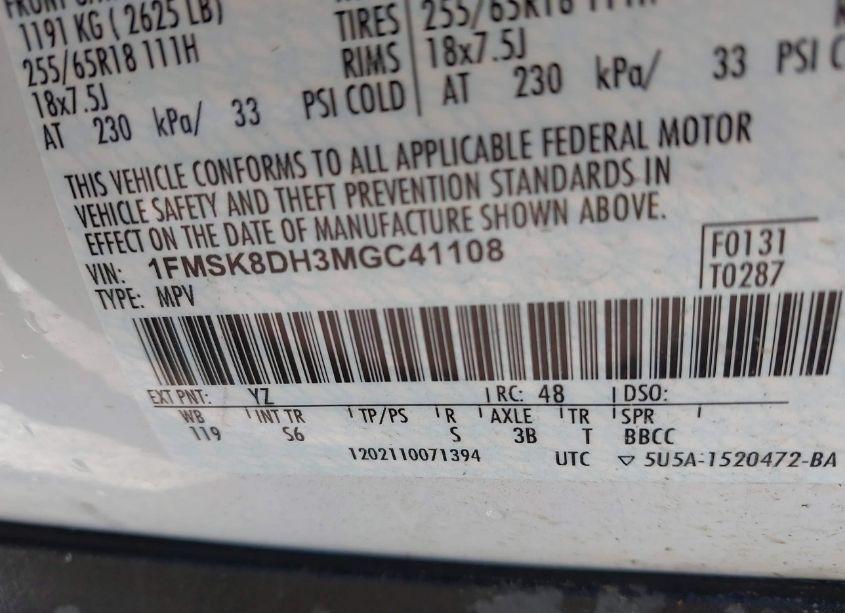 1191 KG ( 2625 LB)
255/65R18 111H TIRES 255/65R18 111H
18x7.5J RIMS 18x7.5J
AT 230 kPa/ 33 PSI COLD AT 230 kPa/ 33 PSI
THIS VEHICLE CONFORMS TO ALL APPLICABLE FEDERAL MOTOR
VEHICLE SAFETY AND THEFT PREVENTION STANDARDS IN
EFFECT ON THE DATE OF MANUFACTURE SHOWN ABOVE.
VIN: 1FMSK8DH3MGC41108 F0131
TYPE: MPV T0287
EXT PNT: YZ RC: 48 DSO:
WB INT TR TP/PS R AXLE TR SPR
119 S6 S 3B T BBCC
1202110071394 UTC ▽ 5U5A-1520472-BA